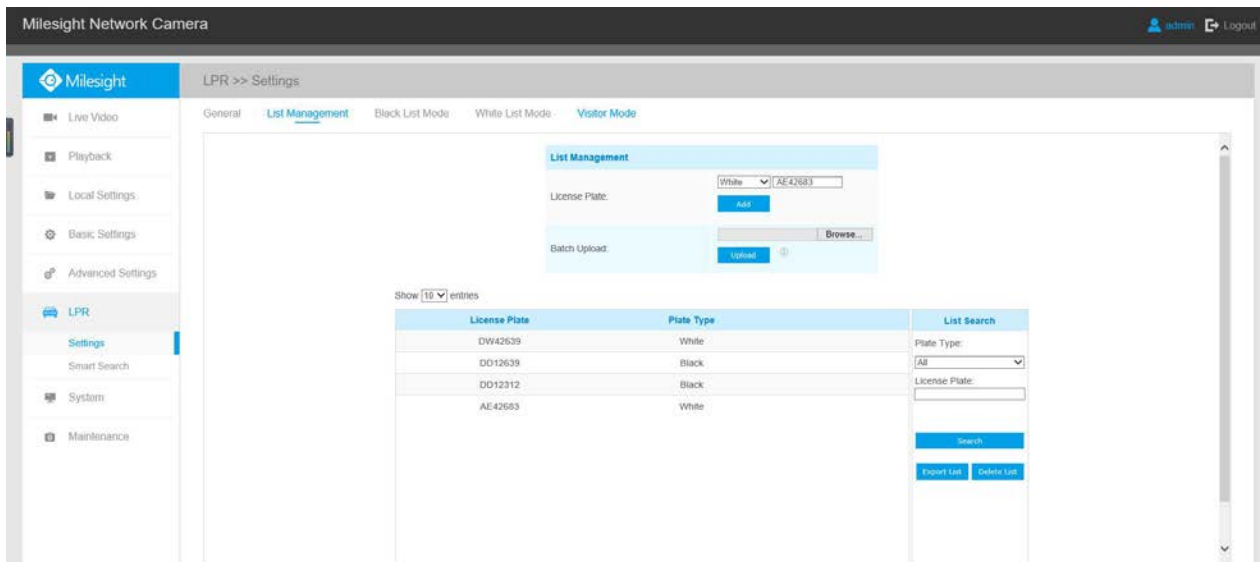 Milesight Network Camera
admin Logout
Milesight
LPR >> Settings
General List Management Black List Mode White List Mode Visitor Mode
Live Video
Playback
Local Settings
Basic Settings
Advanced Settings
LPR
Settings
Smart Search
System
Maintenance
List Management
License Plate:
White AE42683
Add
Batch Upload:
Browse...
Upload
Show 10 entries
License Plate Plate Type
DW42639 White
DD12639 Black
DD12312 Black
AE42683 White
List Search
Plate Type:
All
License Plate:
Search
Export List Delete List